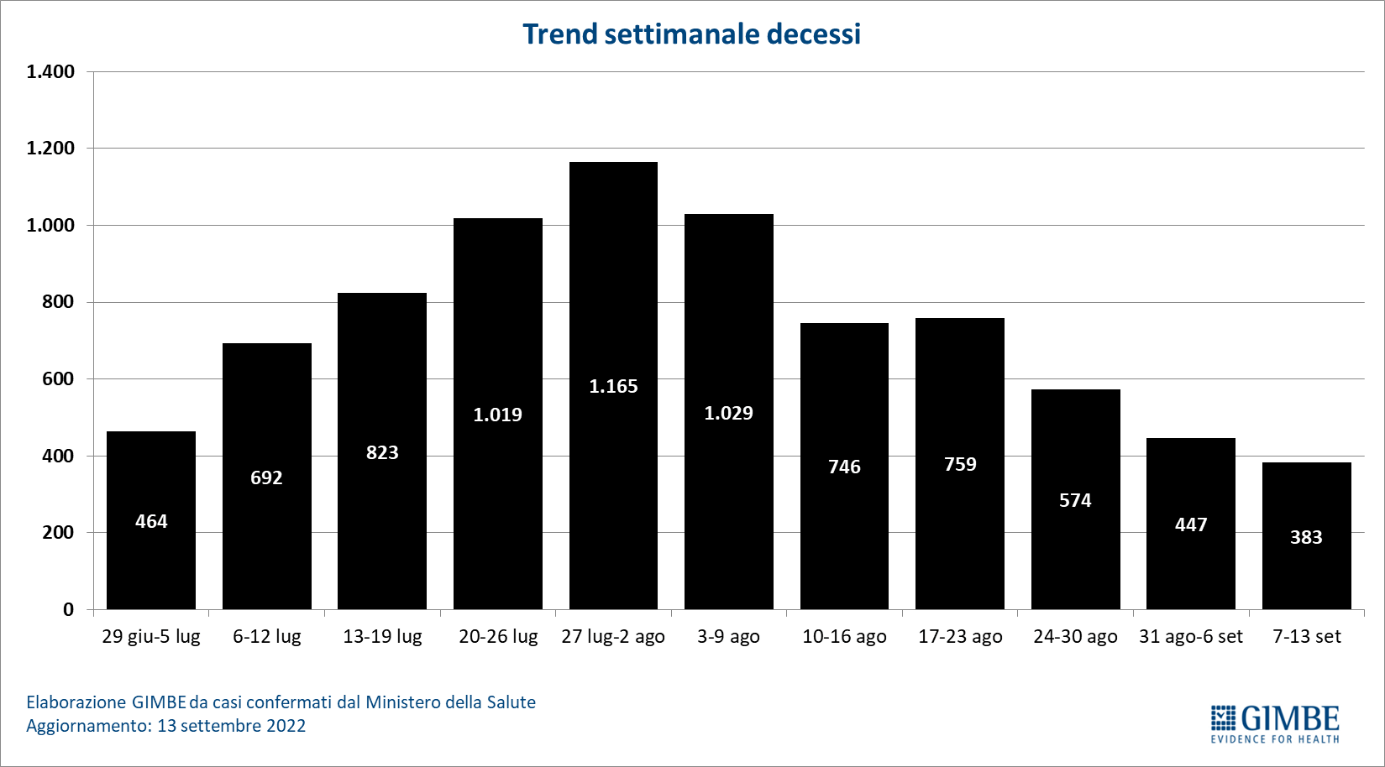 Trend settimanale decessi
1.400
1.200
1.000
800
600
400
200
0
464
692
823
1.019
1.165
1.029
746
759
574
447
383
29 giu-5 lug
6-12 lug
13-19 lug
20-26 lug
27 lug-2 ago
3-9 ago
10-16 ago
17-23 ago
24-30 ago
31 ago-6 set
7-13 set
Elaborazione GIMBE da casi confermati dal Ministero della Salute
Aggiornamento: 13 settembre 2022
GIMBE
EVIDENCE FOR HEALTH